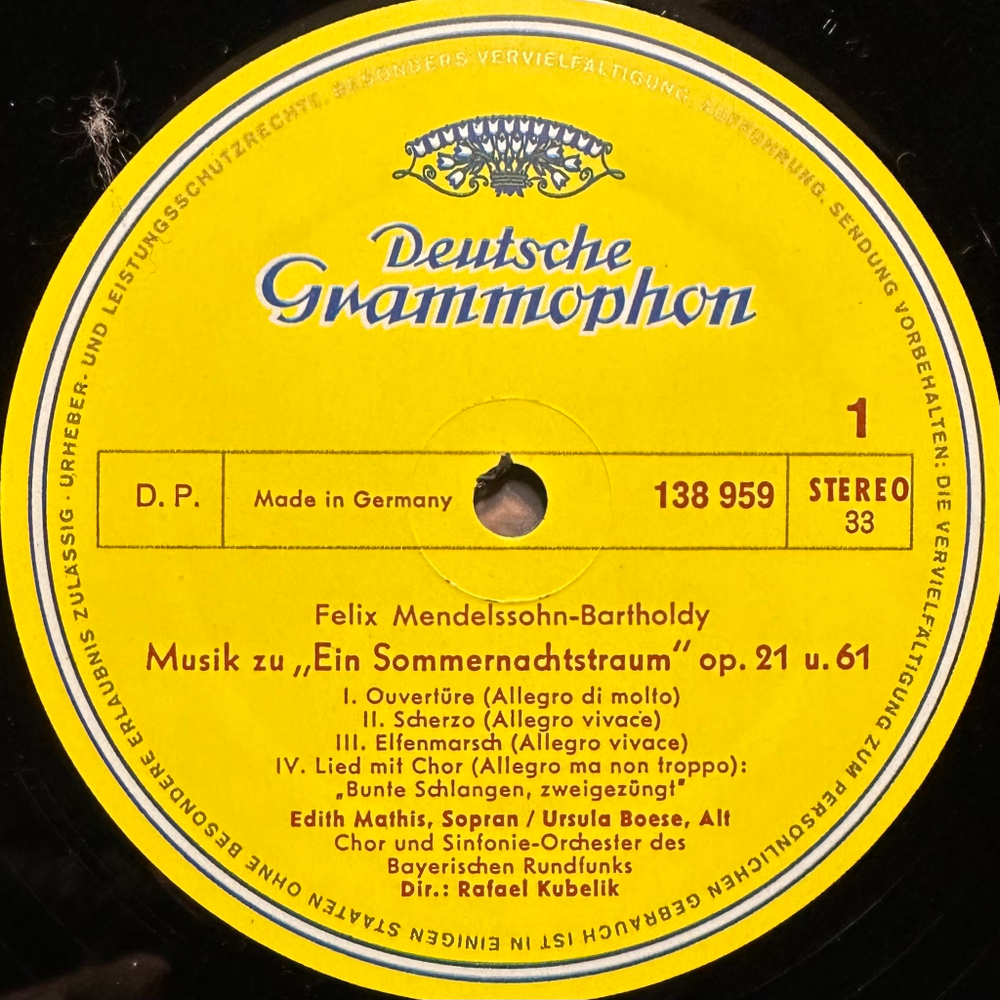 Deutsche
Grammophon
1
D. P.
Made in Germany
138 959
STEREO
33
Felix Mendelssohn-Bartholdy
Musik zu „Ein Sommernachtstraum“ op. 21 u. 61
I. Ouvertüre (Allegro di molto)
II. Scherzo (Allegro vivace)
III. Elfenmarsch (Allegro vivace)
IV. Lied mit Chor (Allegro ma non troppo):
„Bunte Schlangen, zweigezüngt“
Edith Mathis, Sopran / Ursula Boese, Alt
Chor und Sinfonie-Orchester des
Bayerischen Rundfunks
Dir.: Rafael Kubelik
URHEBER- UND LEISTUNGSSCHUTZRECHTE, BESONDERS VERVIELFÄLTIGUNG, AUFFÜHRUNG, SENDUNG VORBEHALTEN: DIE VERVIELFÄLTIGUNG ZUM PERSÖNLICHEN GEBRAUCH IST IN EINIGEN STAATEN OHNE BESONDERE ERLAUBNIS ZULÄSSIG ·